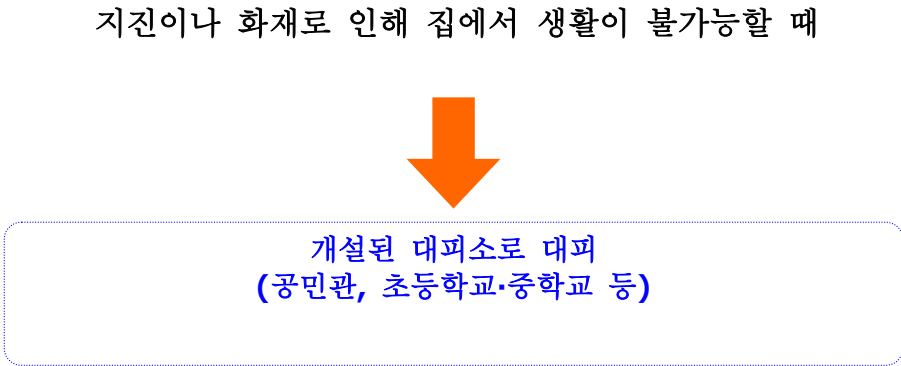 지진이나 화재로 인해 집에서 생활이 불가능할 때
개설된 대피소로 대피
(공민관, 초등학교·중학교 등)